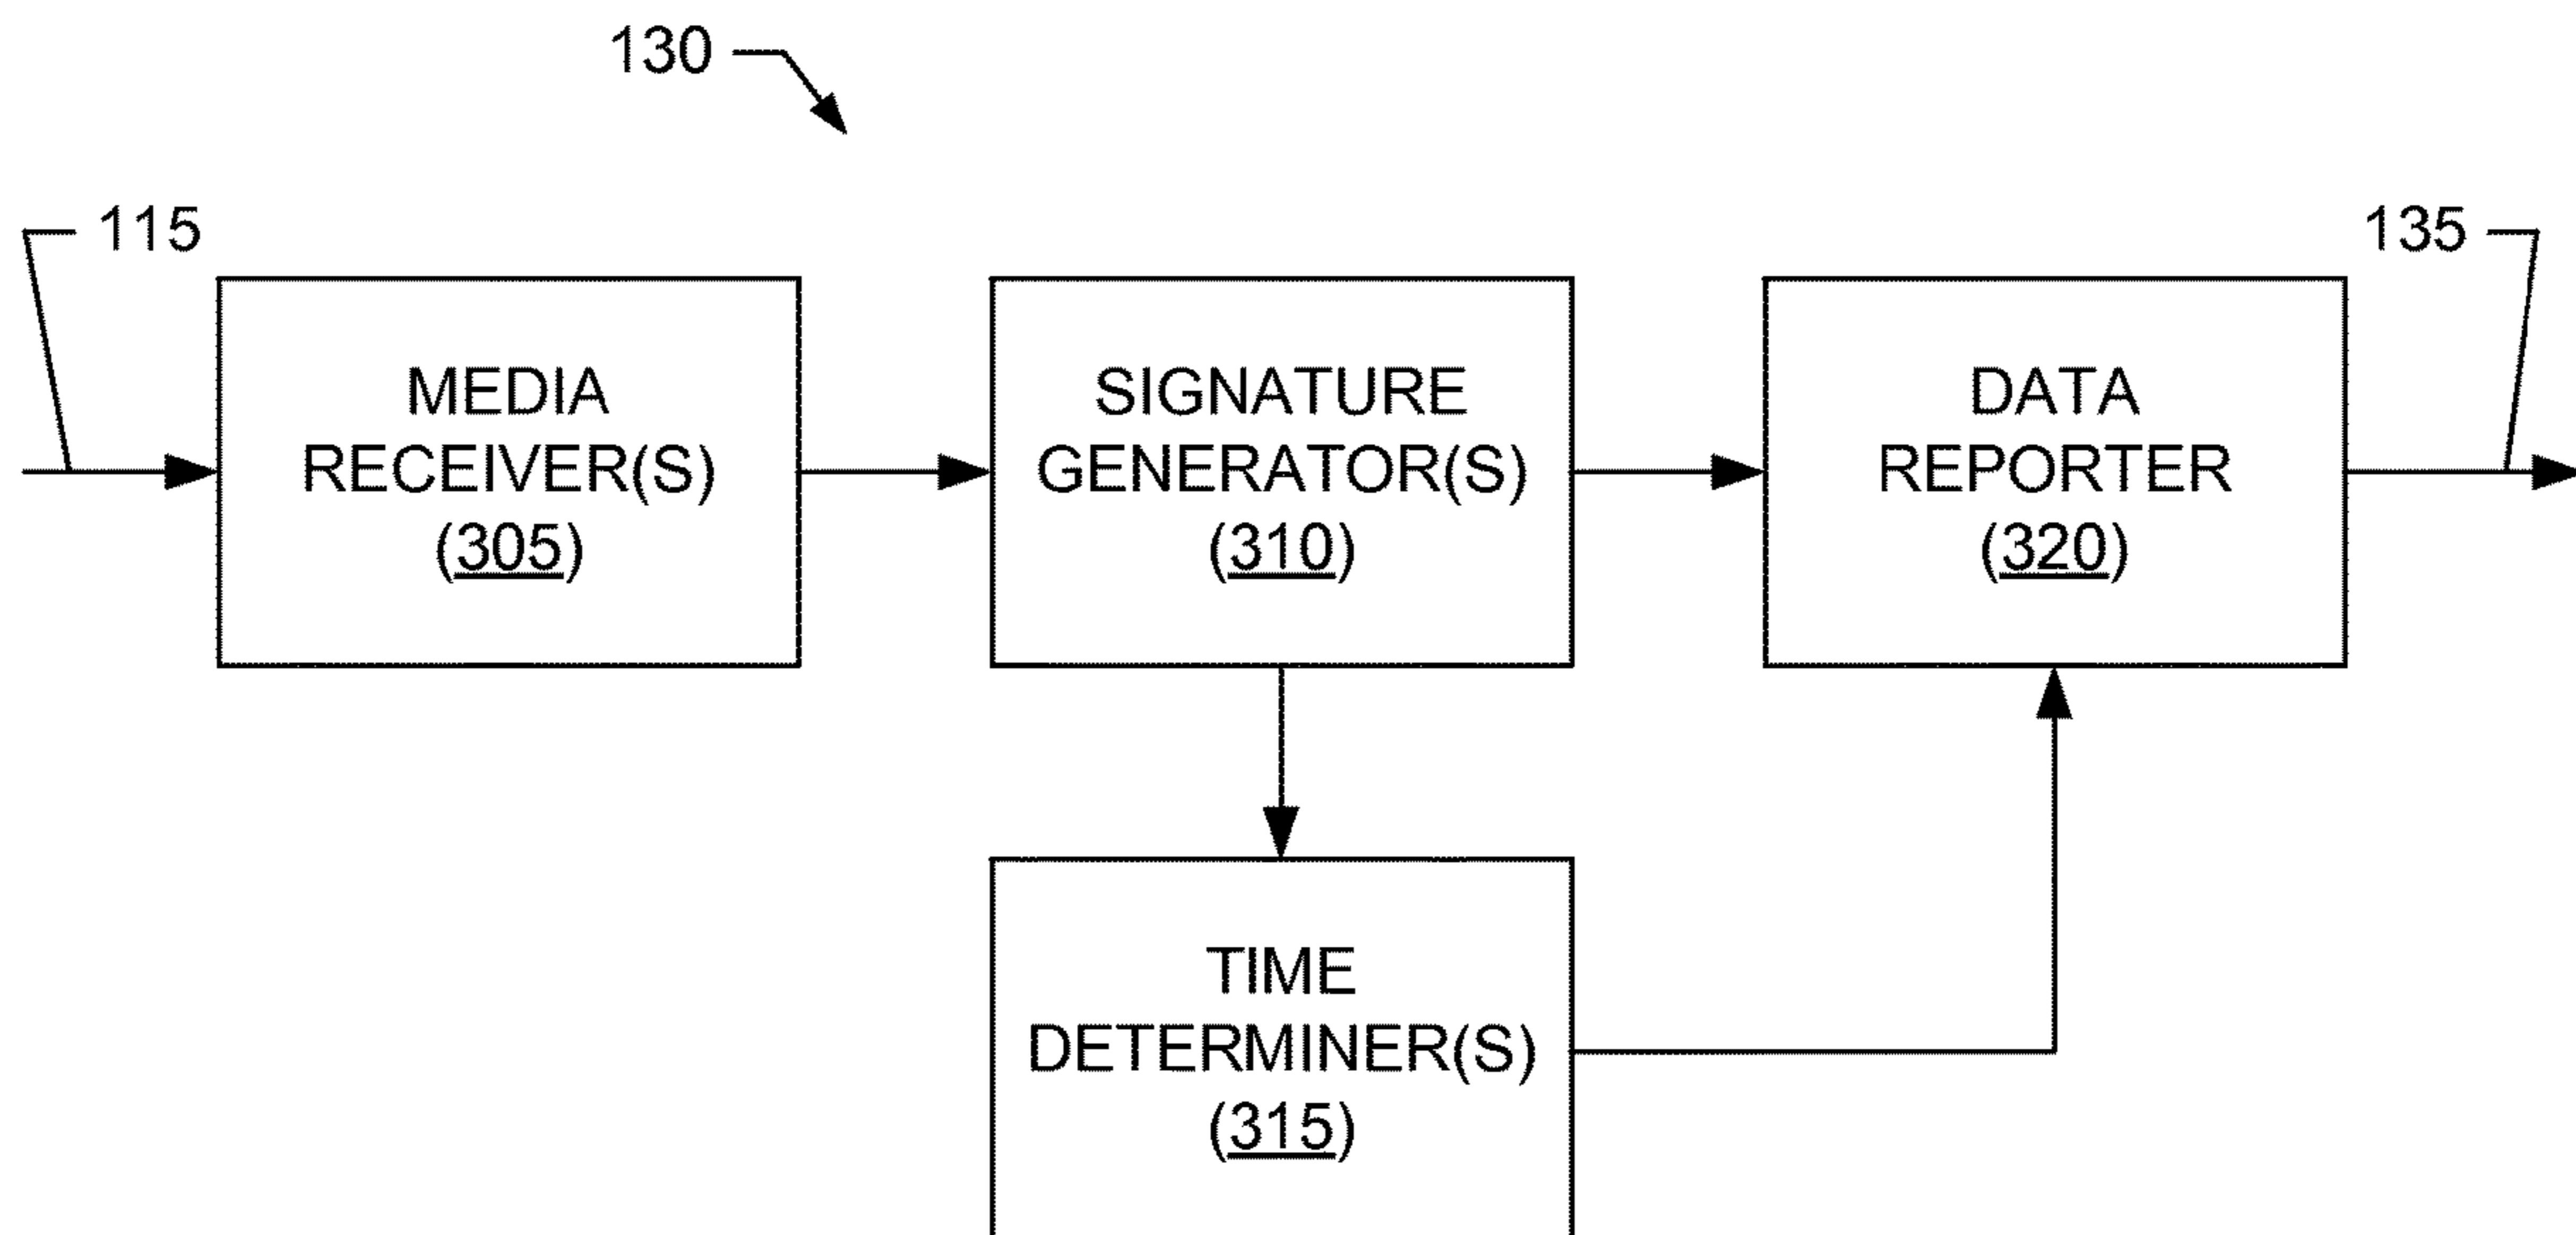 130
115
135
MEDIA
RECEIVER(S)
(305)
SIGNATURE
GENERATOR(S)
(310)
DATA
REPORTER
(320)
TIME
DETERMINER(S)
(315)